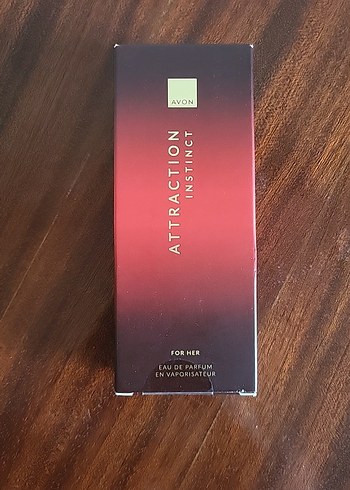 AVON
ATTRACTION
INSTINCT
FOR HER
EAU DE PARFUM
EN VAPORISATEUR